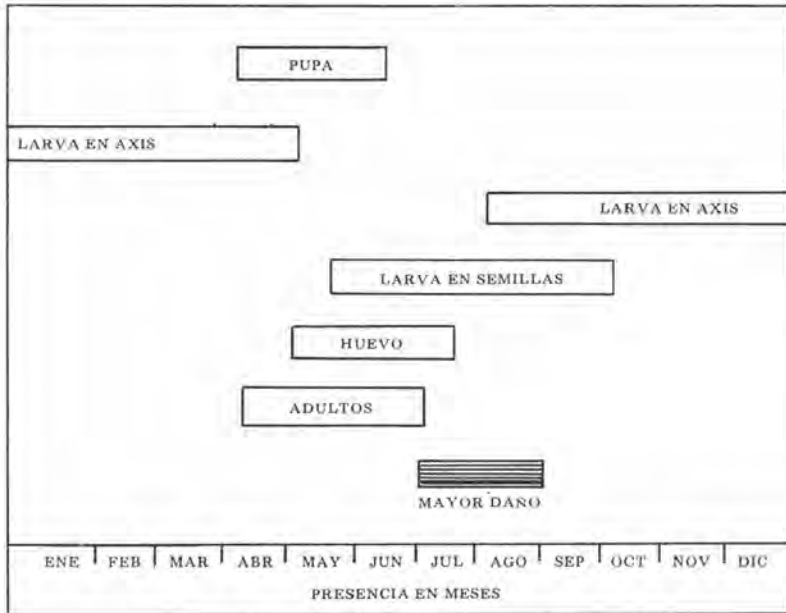 PUPA
LARVA EN AXIS
LARVA EN AXIS
LARVA EN SEMILLAS
HUEVO
ADULTOS
MAYOR DAÑO
ENE FEB MAR ABR MAY JUN JUL AGO SEP OCT NOV DIC
PRESENCIA EN MESES